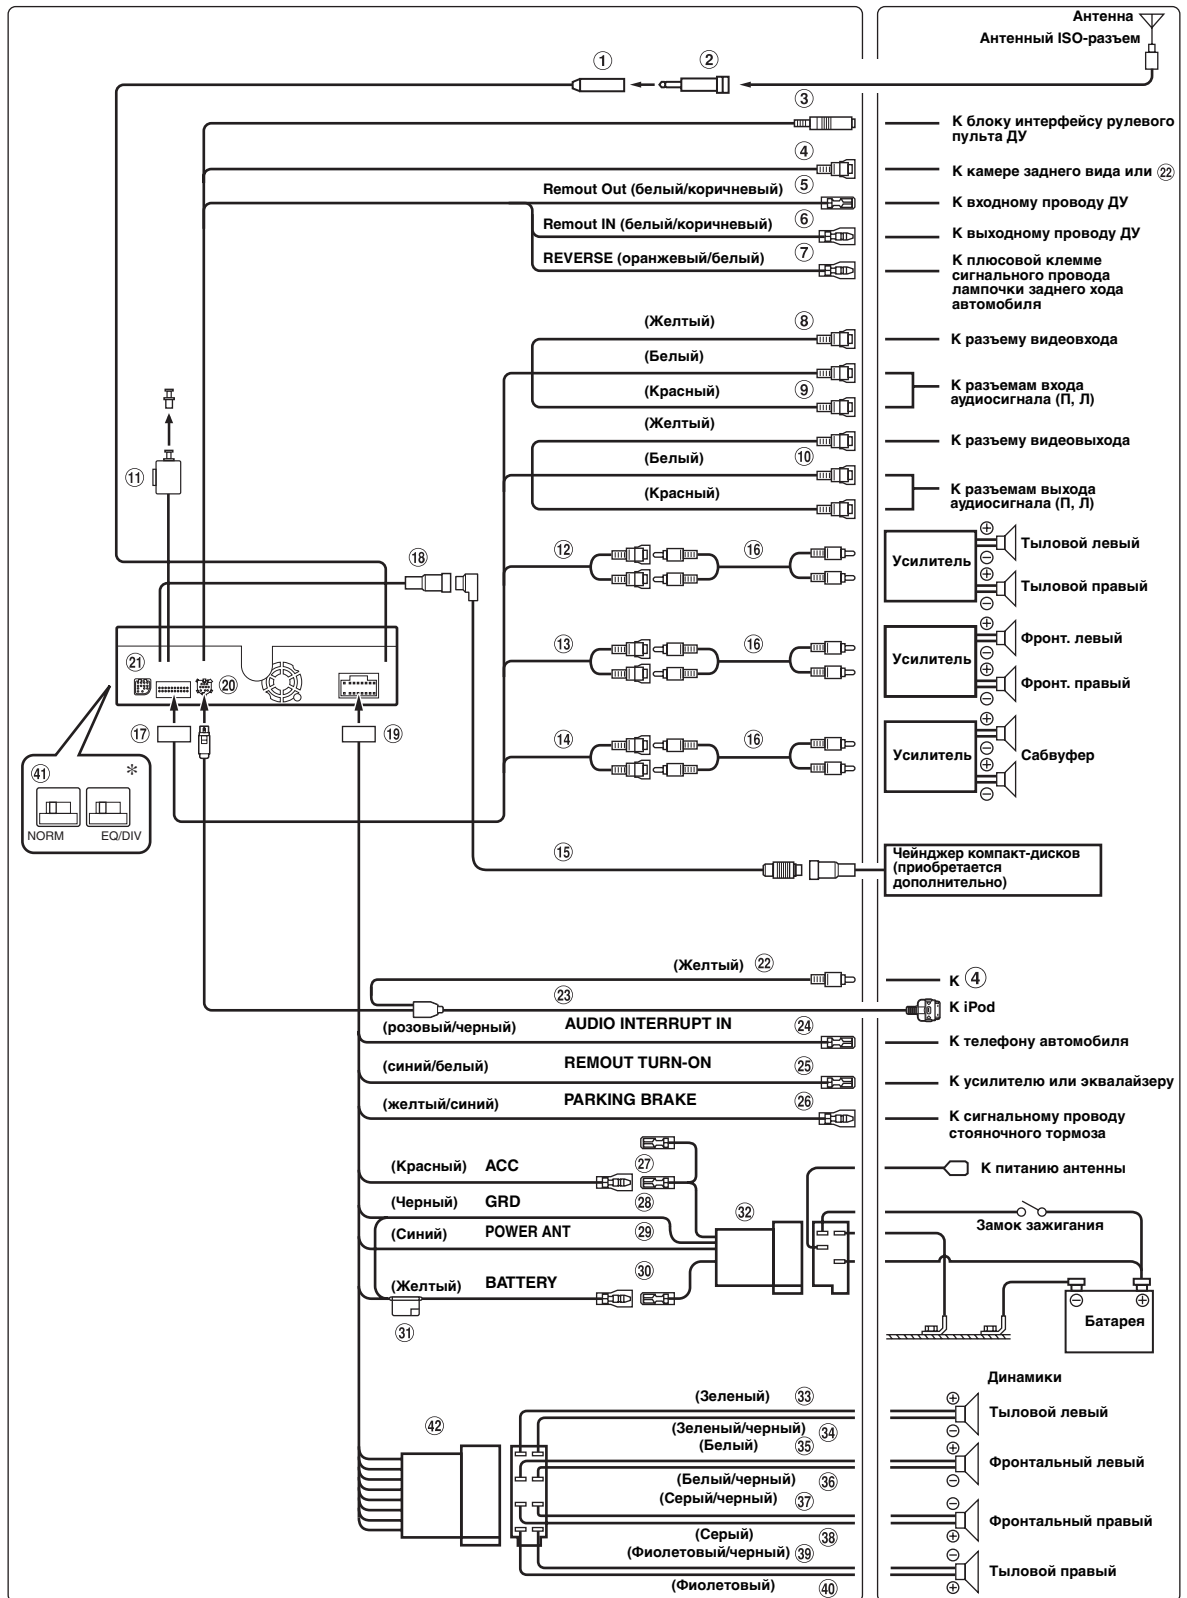 Антенна
Антенный ISO-разъем
① ②
③
К блоку интерфейсу рулевого
пульта ДУ
④
К камере заднего вида или ㉒
Remout Out (белый/коричневый) ⑤
К входному проводу ДУ
Remout IN (белый/коричневый) ⑥
К выходному проводу ДУ
REVERSE (оранжевый/белый) ⑦
К плюсовой клемме
сигнального провода
лампочки заднего хода
автомобиля
(Желтый) ⑧
К разъему видеовхода
(Белый)
(Красный) ⑨
К разъемам входа
аудиосигнала (П, Л)
(Желтый)
К разъему видеовыхода
(Белый) ⑩
(Красный)
К разъемам выхода
аудиосигнала (П, Л)
⑪
⑫ ⑯
Усилитель
⊕
⊖
⊕
⊖
Тыловой левый
Тыловой правый
⑱
⑬ ⑯
Усилитель
⊕
⊖
⊕
⊖
Фронт. левый
Фронт. правый
㉑ ⑳
⑰ ⑲
⑭ ⑯
Усилитель
⊕
⊖
⊕
⊖
Сабвуфер
㊶ *
NORM EQ/DIV
⑮
Чейнджер компакт-дисков
(приобретается
дополнительно)
(Желтый) ㉒
К ④
㉓
К iPod
(розовый/черный) AUDIO INTERRUPT IN ㉔
К телефону автомобиля
(синий/белый) REMOUT TURN-ON ㉕
К усилителю или эквалайзеру
(желтый/синий) PARKING BRAKE ㉖
К сигнальному проводу
стояночного тормоза
(Красный) ACC ㉗
К питанию антенны
(Черный) GRD ㉘
㉜
Замок зажигания
(Синий) POWER ANT ㉙
(Желтый) BATTERY ㉚
㉛
⊖ ⊕
Батарея
Динамики
(Зеленый) ㉝
⊕
⊖
Тыловой левый
㊷
(Зеленый/черный) ㉞
(Белый) ㉟
⊕
⊖
Фронтальный левый
(Белый/черный) ㊱
(Серый/черный) ㊲
⊖
⊕
Фронтальный правый
(Серый) ㊳
(Фиолетовый/черный) ㊴
⊖
⊕
Тыловой правый
(Фиолетовый) ㊵